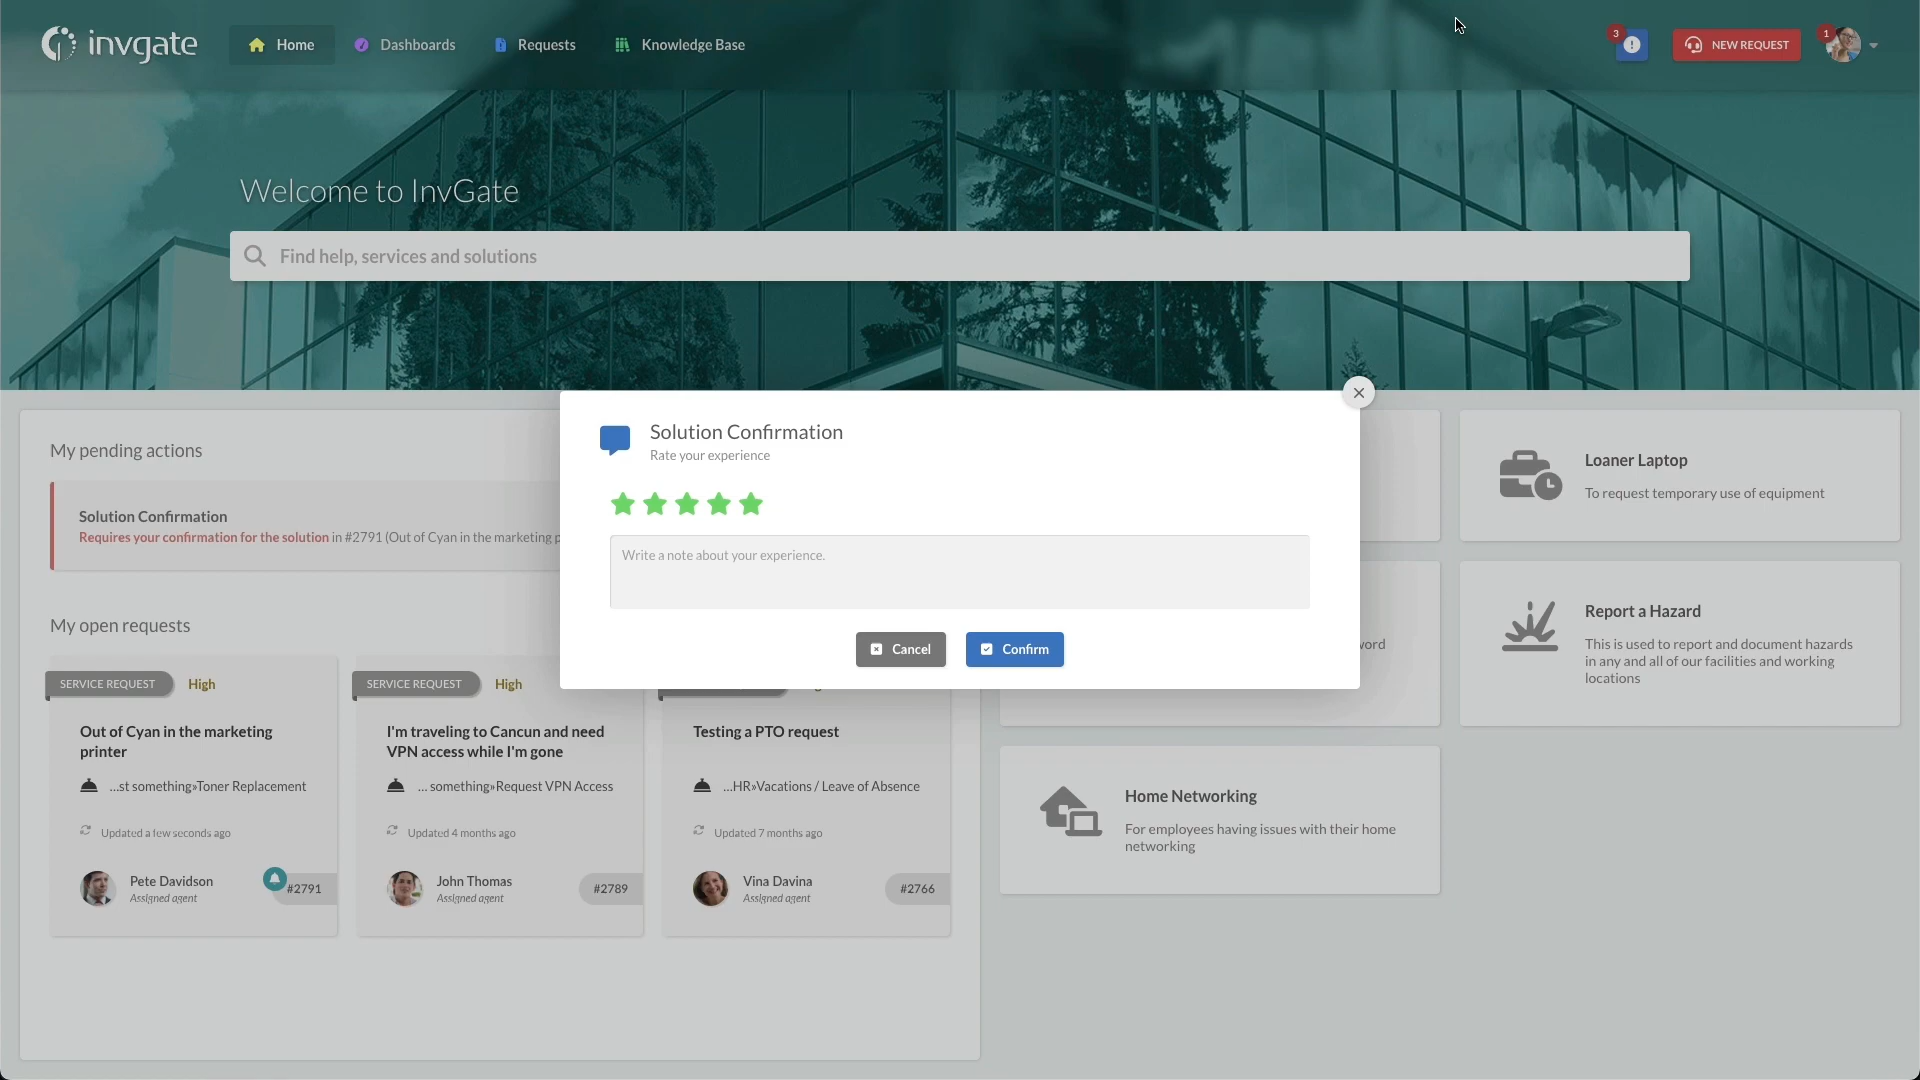 invgate
Home
Dashboards
Requests
Knowledge Base
3
NEW REQUEST
1
Welcome to InvGate
Find help, services and solutions
Solution Confirmation
Rate your experience
Write a note about your experience.
Cancel
Confirm
My pending actions
Solution Confirmation
Requires your confirmation for the solution in #2791 (Out of Cyan in the marketing
My open requests
SERVICE REQUEST High
Out of Cyan in the marketing
printer
...st something»Toner Replacement
Updated a few seconds ago
Pete Davidson
Assigned agent
#2791
SERVICE REQUEST High
I'm traveling to Cancun and need
VPN access while I'm gone
... something»Request VPN Access
Updated 4 months ago
John Thomas
Assigned agent
#2789
Testing a PTO request
...HR»Vacations / Leave of Absence
Updated 7 months ago
Vina Davina
Assigned agent
#2766
Loaner Laptop
To request temporary use of equipment
Report a Hazard
This is used to report and document hazards
in any and all of our facilities and working
locations
Home Networking
For employees having issues with their home
networking